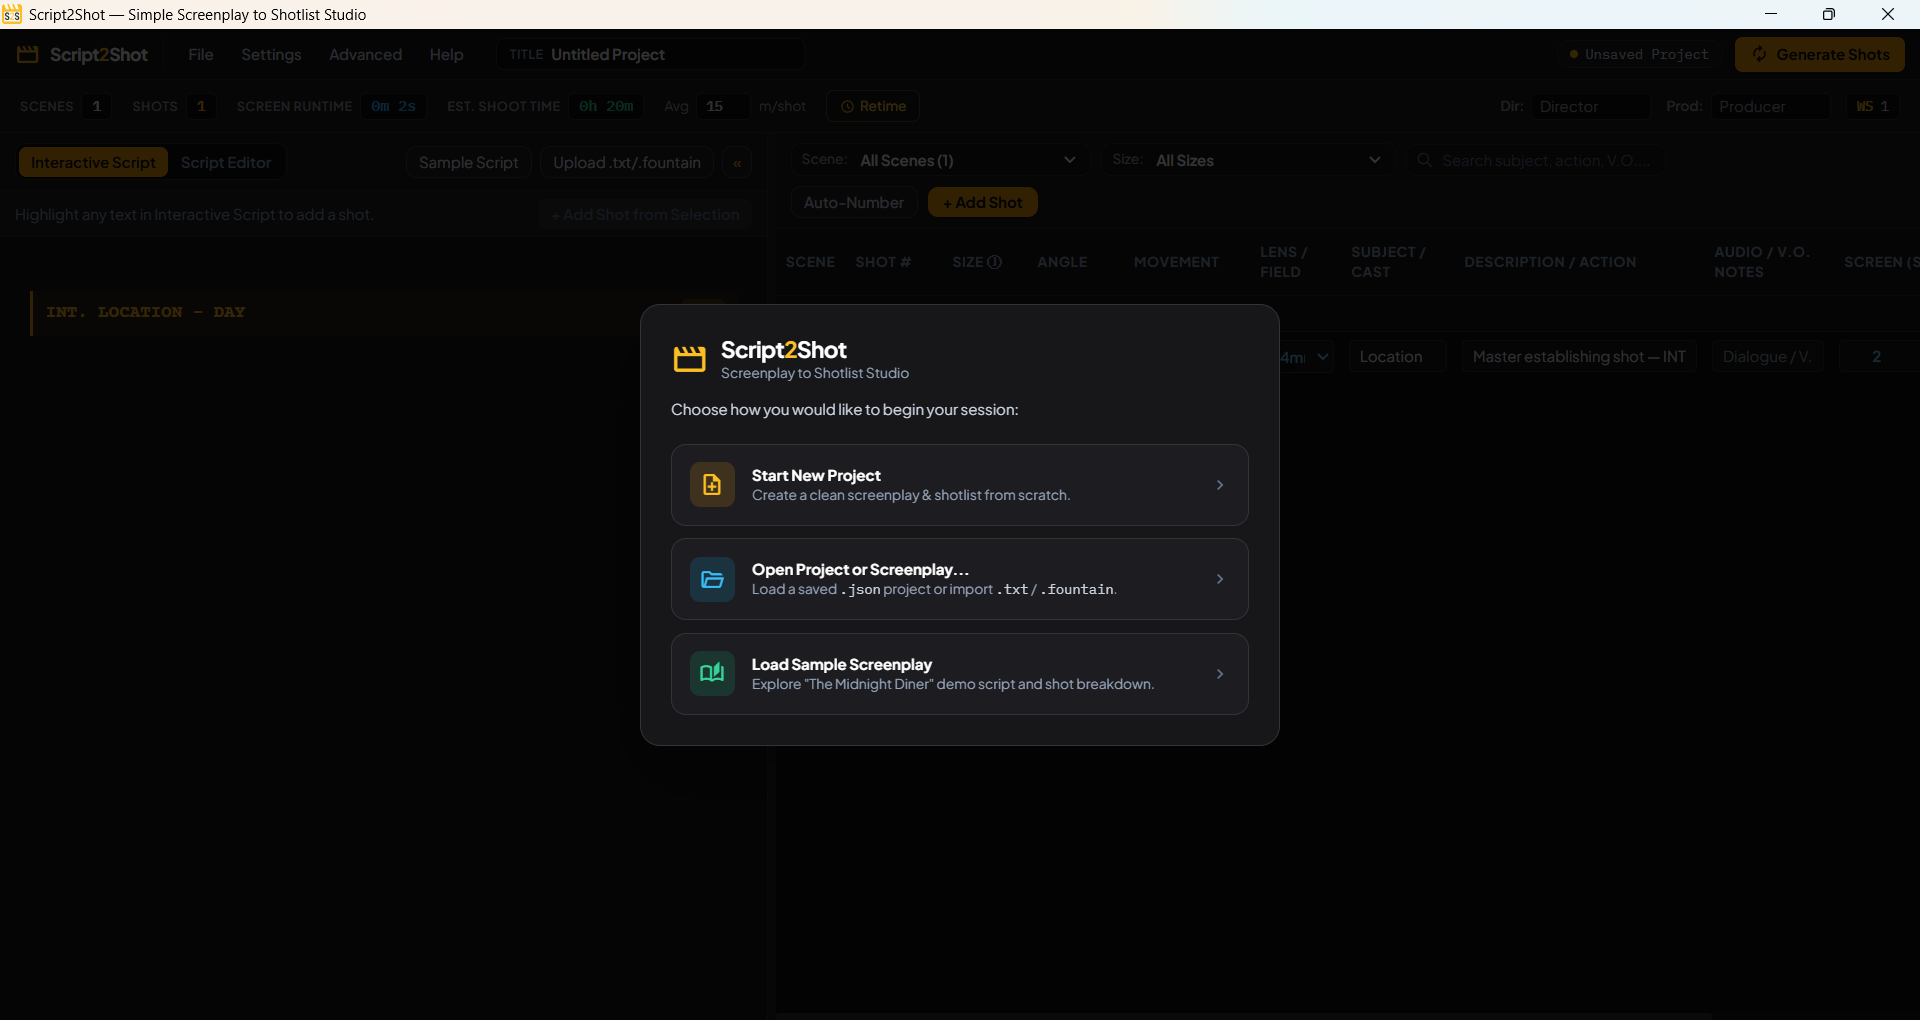 Script2Shot — Simple Screenplay to Shotlist Studio
Script2Shot File Settings Advanced Help TITLE Untitled Project Unsaved Project Generate Shots
SCENES 1 SHOTS 1 SCREEN RUNTIME 0m 2s EST. SHOOT TIME 0h 20m Avg 15 m/shot Retime Dir: Director Prod: Producer WS 1
Interactive Script Script Editor Sample Script Upload .txt/.fountain «
Highlight any text in Interactive Script to add a shot. + Add Shot from Selection
INT. LOCATION - DAY
Scene: All Scenes (1) Size: All Sizes Search subject, action, V.O....
Auto-Number + Add Shot
SCENE SHOT # SIZE ANGLE MOVEMENT LENS / FIELD SUBJECT / CAST DESCRIPTION / ACTION AUDIO / V.O. NOTES SCREEN (S
Location Master establishing shot — INT Dialogue / V. 2
Script2Shot
Screenplay to Shotlist Studio
Choose how you would like to begin your session:
Start New Project
Create a clean screenplay & shotlist from scratch.
Open Project or Screenplay...
Load a saved .json project or import .txt / .fountain.
Load Sample Screenplay
Explore "The Midnight Diner" demo script and shot breakdown.